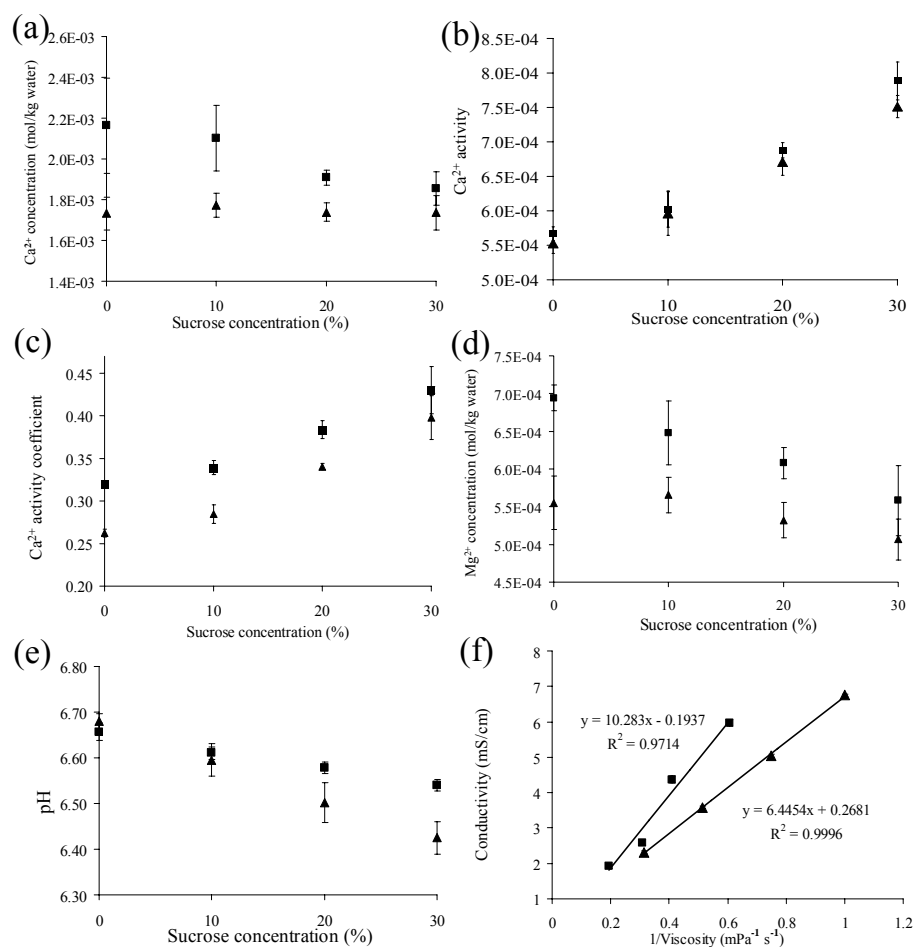 (a)
2.6E-03
2.4E-03
2.2E-03
2.0E-03
1.8E-03
1.6E-03
1.4E-03
Ca²⁺ concentration (mol/kg water)
0 10 20 30
Sucrose concentration (%)
(b)
8.5E-04
8.0E-04
7.5E-04
7.0E-04
6.5E-04
6.0E-04
5.5E-04
5.0E-04
Ca²⁺ activity
0 10 20 30
Sucrose concentration (%)
(c)
0.45
0.40
0.35
0.30
0.25
0.20
Ca²⁺ activity coefficient
0 10 20 30
Sucrose concentration (%)
(d)
7.5E-04
7.0E-04
6.5E-04
6.0E-04
5.5E-04
5.0E-04
4.5E-04
Mg²⁺ concentration (mol/kg water)
0 10 20 30
Sucrose concentration (%)
(e)
6.80
6.70
6.60
6.50
6.40
6.30
pH
0 10 20 30
Sucrose concentration (%)
(f)
8
7
6
5
4
3
2
1
Conductivity (mS/cm)
y = 10.283x - 0.1937
R² = 0.9714
y = 6.4454x + 0.2681
R² = 0.9996
0 0.2 0.4 0.6 0.8 1 1.2
1/Viscosity (mPa⁻¹ s⁻¹)